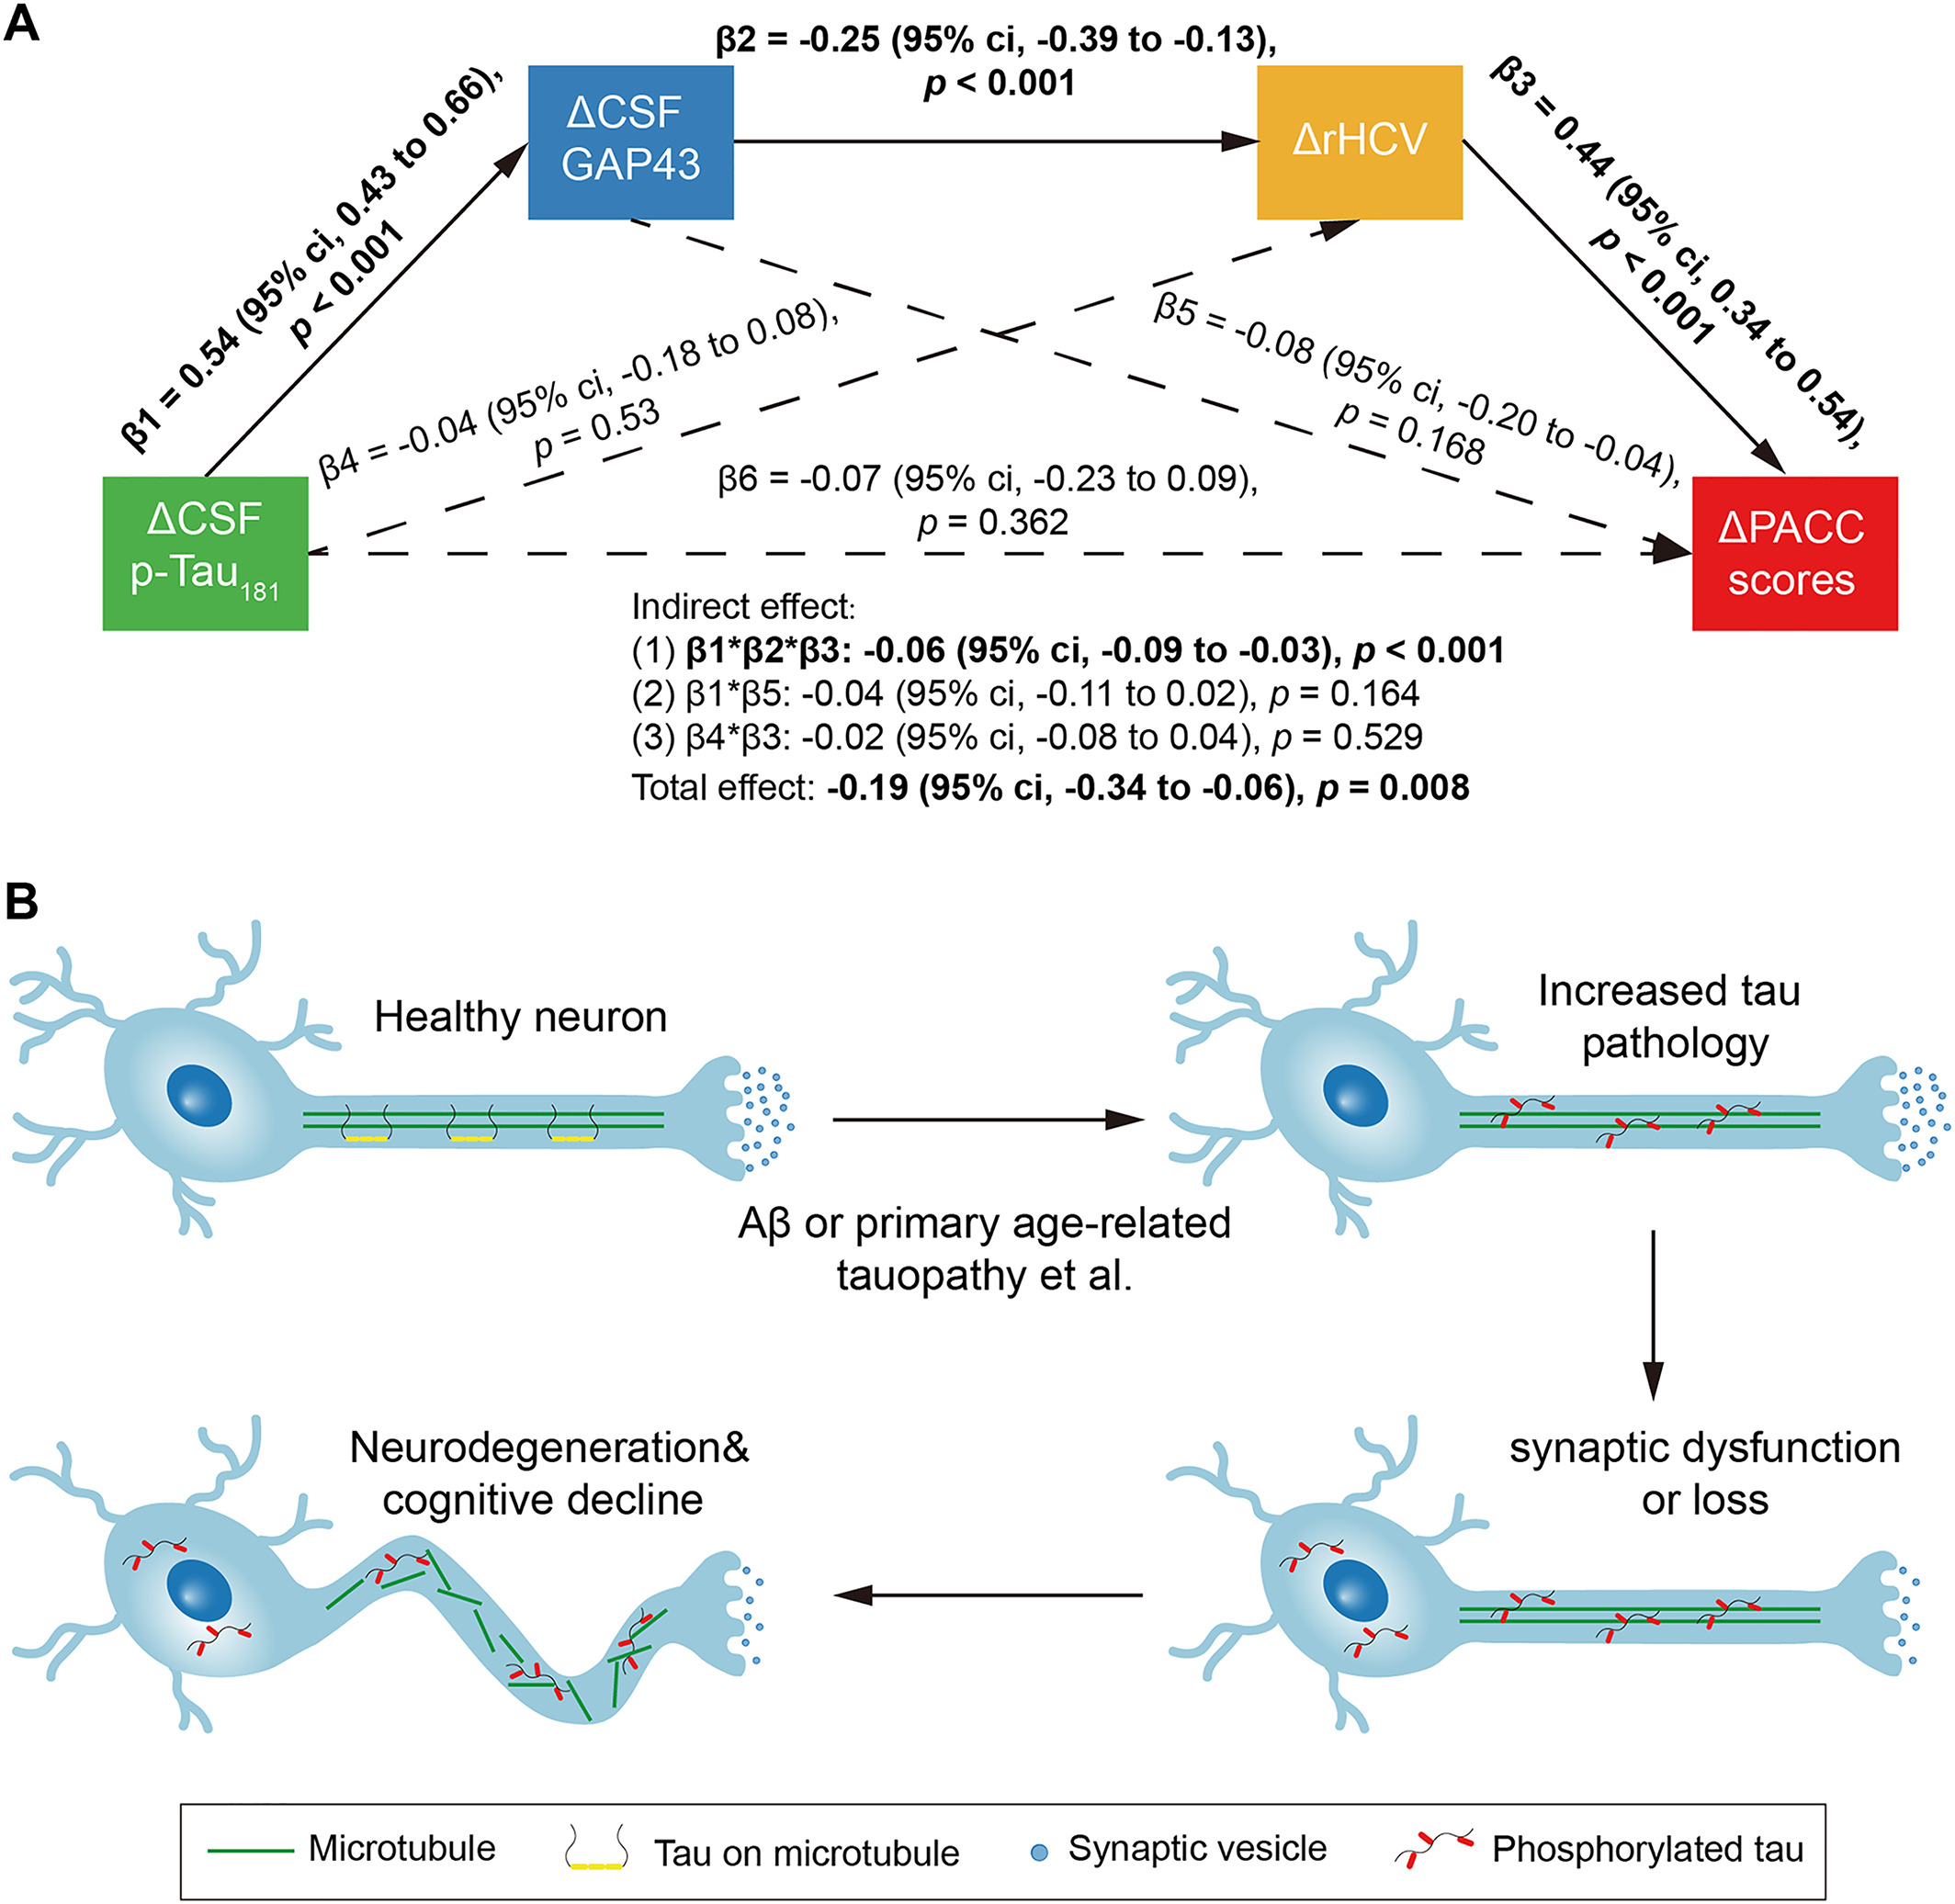 A
β2 = -0.25 (95% ci, -0.39 to -0.13),
p < 0.001
β1 = 0.54 (95% ci, 0.43 to 0.66),
p < 0.001
ΔCSF
GAP43
ΔrHCV
β3 = 0.44 (95% ci, 0.34 to 0.54),
p < 0.001
β4 = -0.04 (95% ci, -0.18 to 0.08),
p = 0.53
β5 = -0.08 (95% ci, -0.20 to -0.04),
p = 0.168
β6 = -0.07 (95% ci, -0.23 to 0.09),
p = 0.362
ΔCSF
p-Tau181
ΔPACC
scores
Indirect effect:
(1) β1*β2*β3: -0.06 (95% ci, -0.09 to -0.03), p < 0.001
(2) β1*β5: -0.04 (95% ci, -0.11 to 0.02), p = 0.164
(3) β4*β3: -0.02 (95% ci, -0.08 to 0.04), p = 0.529
Total effect: -0.19 (95% ci, -0.34 to -0.06), p = 0.008
B
Healthy neuron
Increased tau
pathology
Aβ or primary age-related
tauopathy et al.
Neurodegeneration&
cognitive decline
synaptic dysfunction
or loss
Microtubule
Tau on microtubule
Synaptic vesicle
Phosphorylated tau